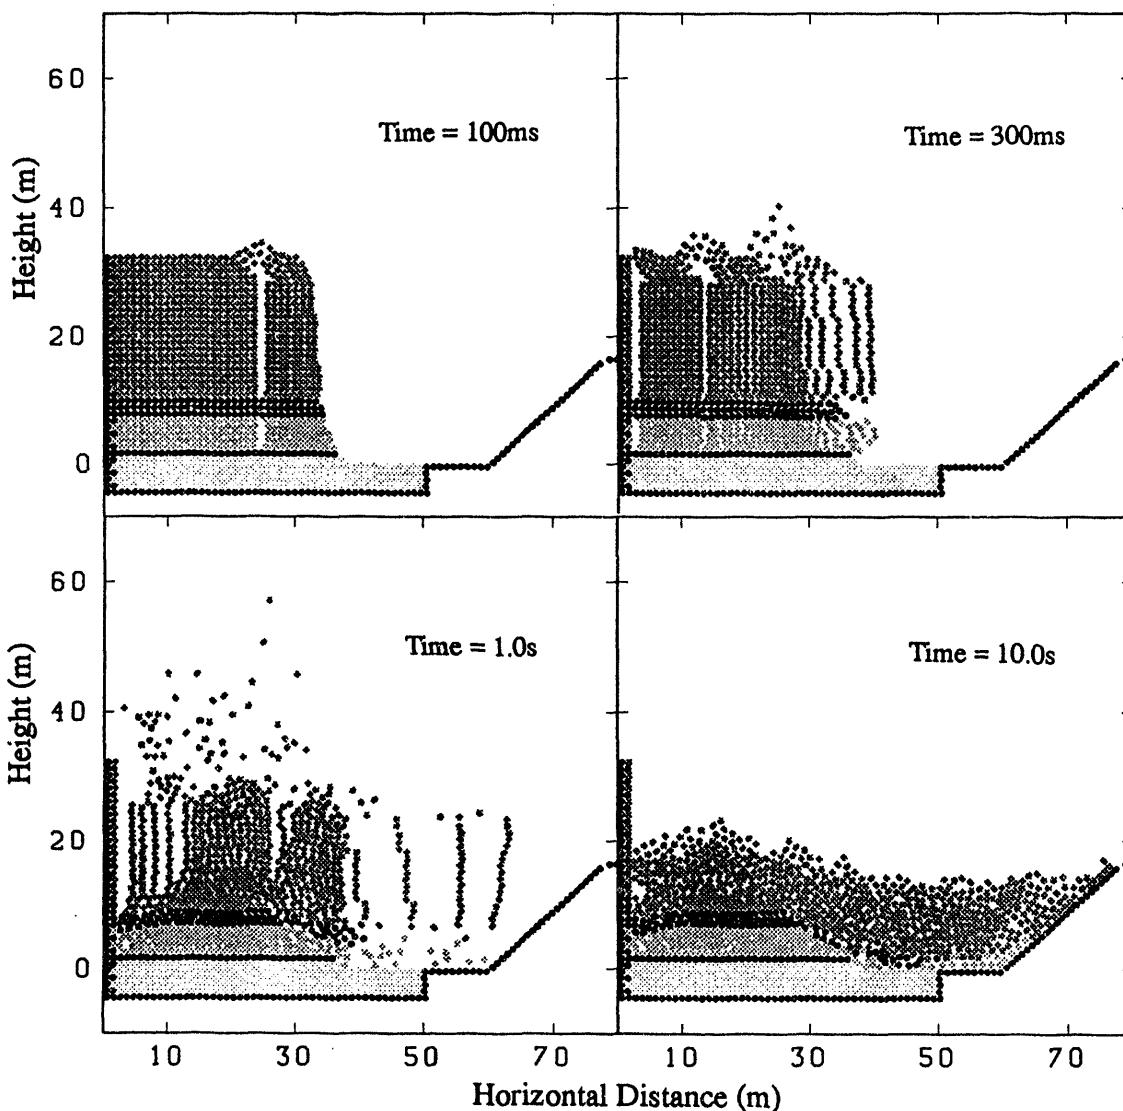 60
Time = 100ms
Time = 300ms
Height (m)
40
20
0
60
Time = 1.0s
Time = 10.0s
Height (m)
40
20
0
10 30 50 70 10 30 50 70
Horizontal Distance (m)